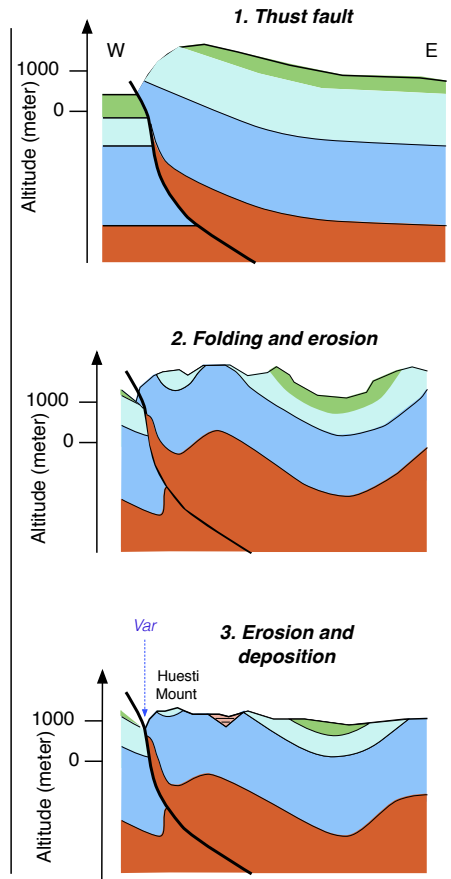 1. Thust fault
W
E
1000
0
Altitude (meter)
2. Folding and erosion
1000
0
Altitude (meter)
Var
3. Erosion and
deposition
Huesti
Mount
1000
0
Altitude (meter)